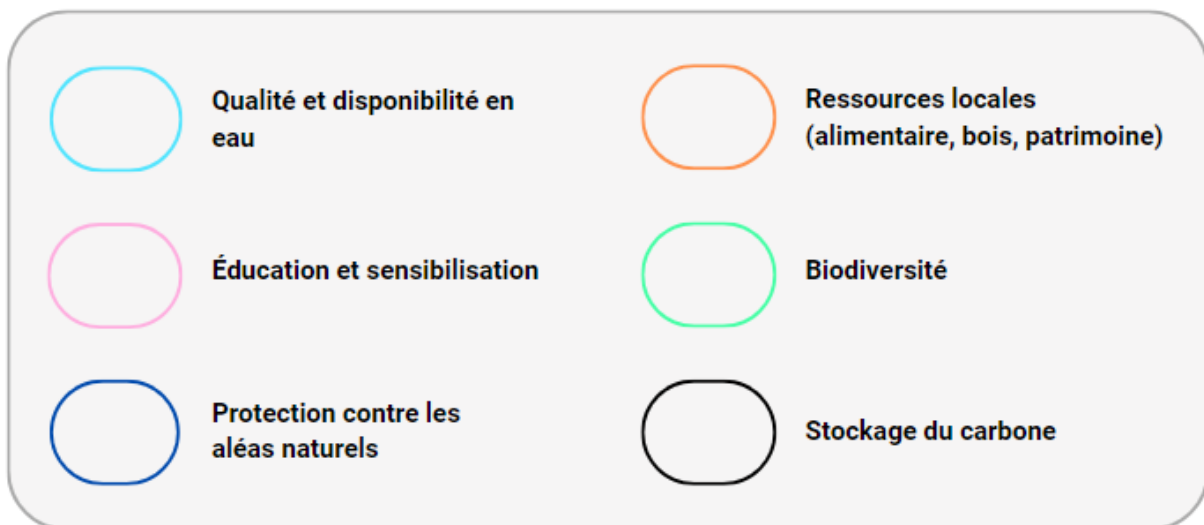 Qualité et disponibilité en
eau
Ressources locales
(alimentaire, bois, patrimoine)
Éducation et sensibilisation
Biodiversité
Protection contre les
aléas naturels
Stockage du carbone